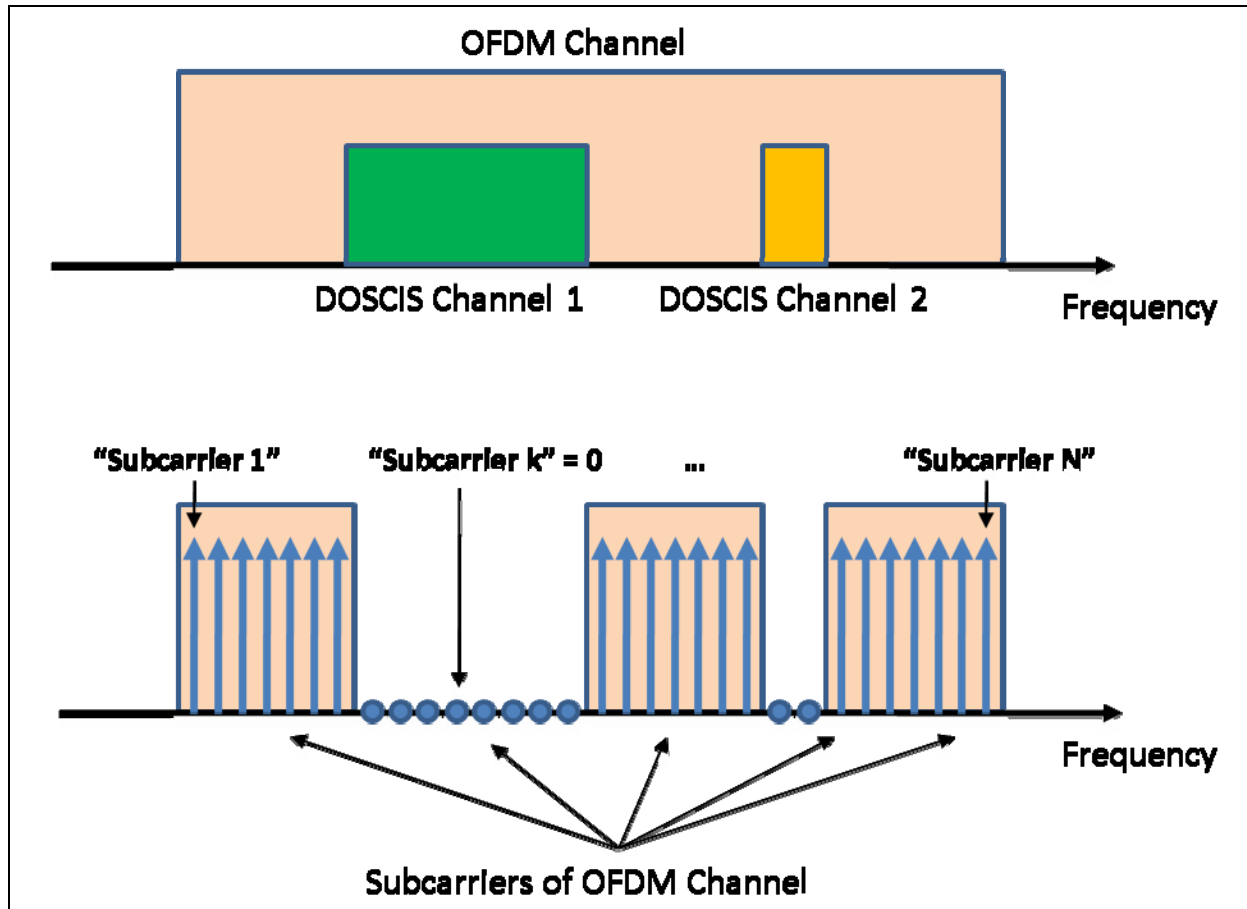 OFDM Channel
DOSCIS Channel 1
DOSCIS Channel 2
Frequency
“Subcarrier 1”
“Subcarrier k” = 0
...
“Subcarrier N”
Frequency
Subcarriers of OFDM Channel